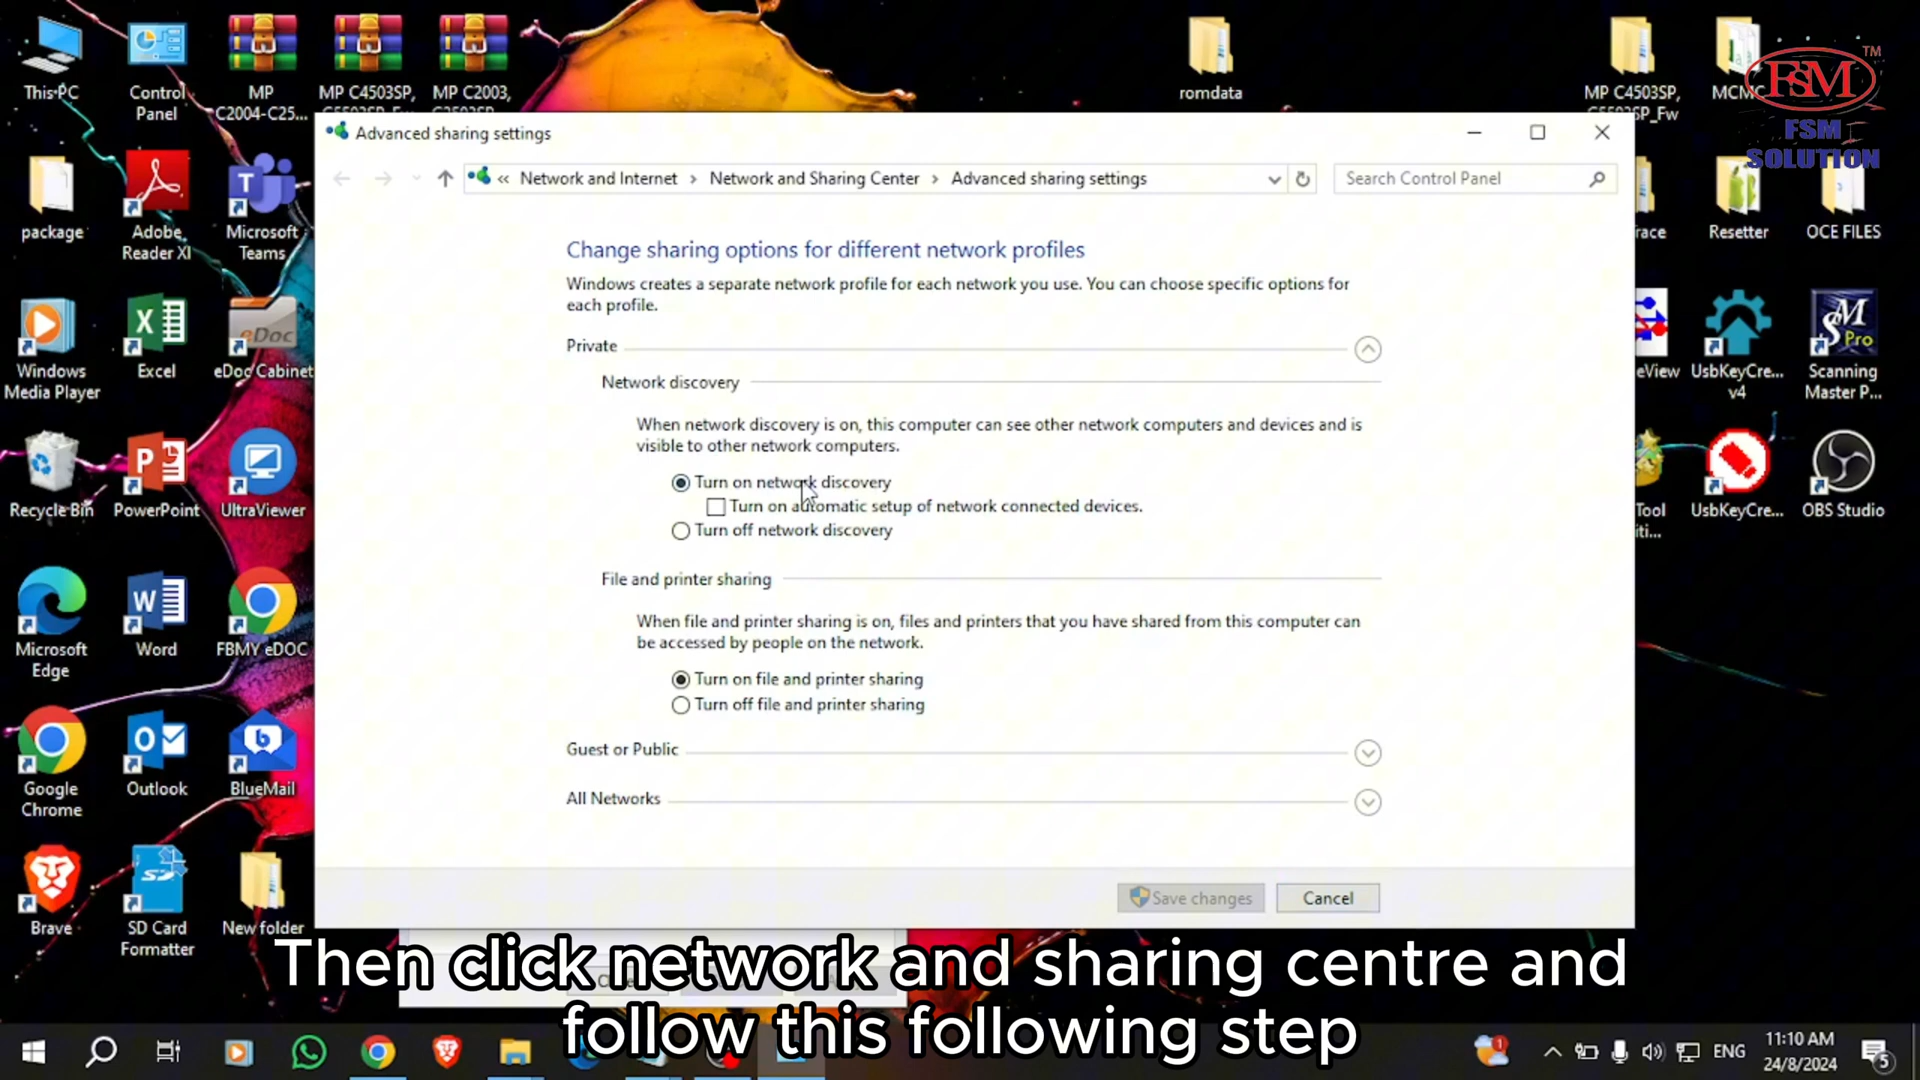 This PC
Control
Panel
MP
C2004-C25...
MP C4503SP,
MP C2003,
romdata
MP C4503SP,
MCMC
FSM
TM
FSM
SOLUTION
Advanced sharing settings
« Network and Internet > Network and Sharing Center > Advanced sharing settings
Search Control Panel
package
Adobe
Reader XI
Microsoft
Teams
Resetter
OCE FILES
Change sharing options for different network profiles
Windows creates a separate network profile for each network you use. You can choose specific options for
each profile.
Private
Network discovery
When network discovery is on, this computer can see other network computers and devices and is
visible to other network computers.
Turn on network discovery
Turn on automatic setup of network connected devices.
Turn off network discovery
File and printer sharing
When file and printer sharing is on, files and printers that you have shared from this computer can
be accessed by people on the network.
Turn on file and printer sharing
Turn off file and printer sharing
Guest or Public
All Networks
Save changes
Cancel
Windows
Media Player
Excel
eDoc Cabinet
eView
UsbKeyCre...
v4
Scanning
Master P...
Recycle Bin
PowerPoint
UltraViewer
Tool
UsbKeyCre...
OBS Studio
Microsoft
Edge
Word
FBMY eDOC
Google
Chrome
Outlook
BlueMail
Brave
SD Card
Formatter
New folder
Then click network and sharing centre and
follow this following step
ENG
11:10 AM
24/8/2024
5